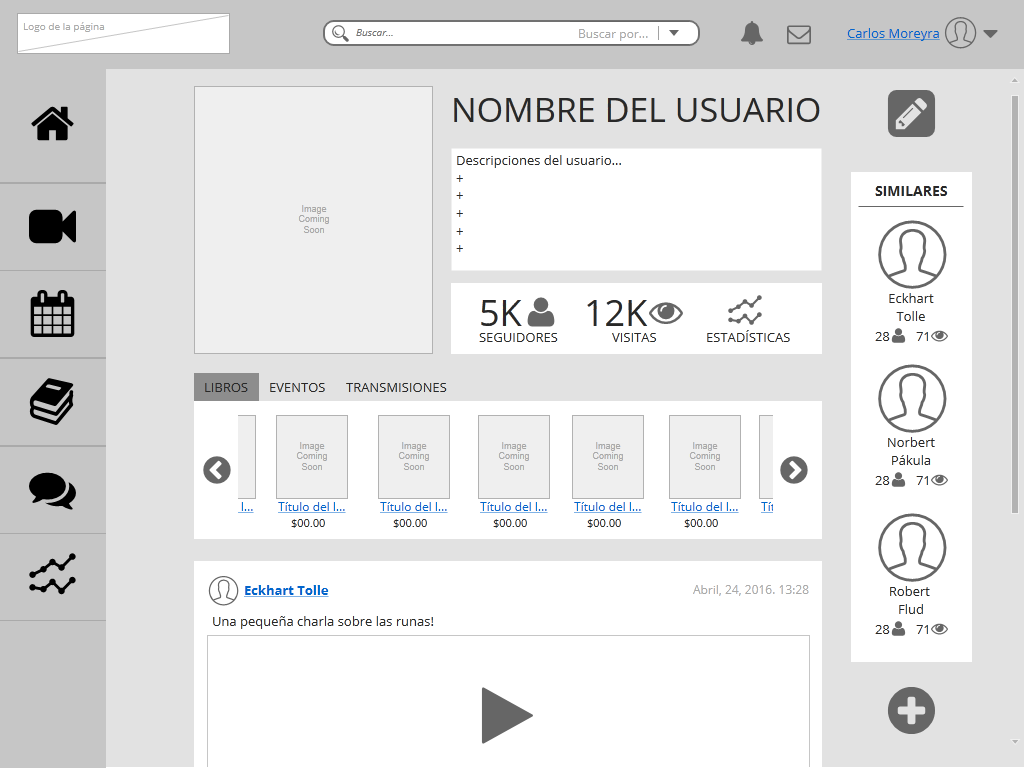 Logo de la página
Buscar...
Buscar por...
Carlos Moreyra
Image
Coming
Soon
NOMBRE DEL USUARIO
Descripciones del usuario...
+
+
+
+
+
5K
SEGUIDORES
12K
VISITAS
ESTADÍSTICAS
SIMILARES
Eckhart
Tolle
28 71
Norbert
Pákula
28 71
Robert
Flud
28 71
LIBROS EVENTOS TRANSMISIONES
Image
Coming
Soon
Image
Coming
Soon
Image
Coming
Soon
Image
Coming
Soon
Image
Coming
Soon
l... Título del l... Título del l... Título del l... Título del l... Título del l... Tít
$00.00 $00.00 $00.00 $00.00 $00.00
Eckhart Tolle
Abril, 24, 2016. 13:28
Una pequeña charla sobre las runas!